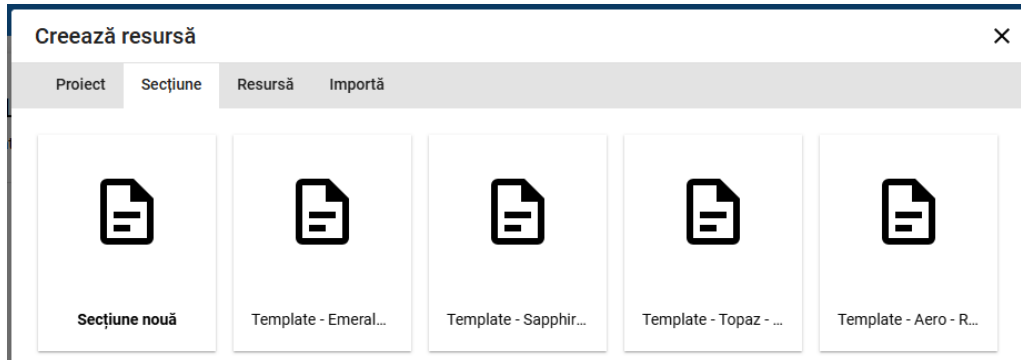 Creează resursă
Proiect Secțiune Resursă Importă
Secțiune nouă Template - Emeral... Template - Sapphir... Template - Topaz - ... Template - Aero - R...